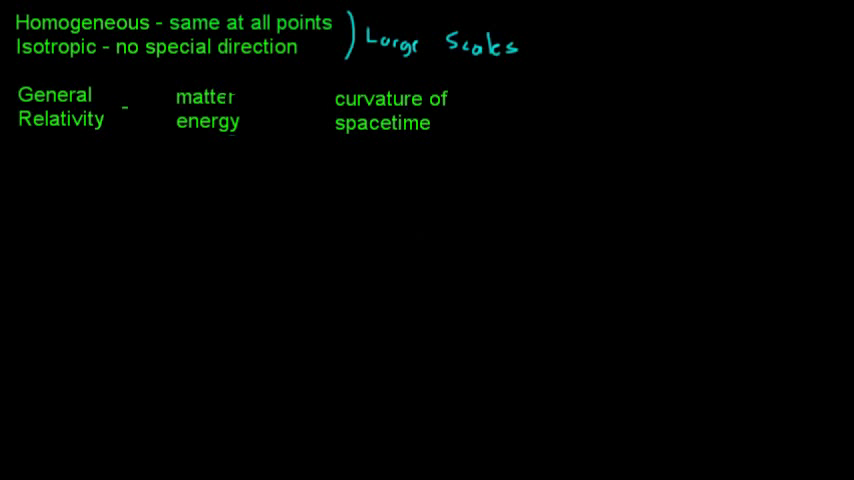 Homogeneous - same at all points
Isotropic - no special direction
) Large Scales
General Relativity -
matter energy
curvature of spacetime